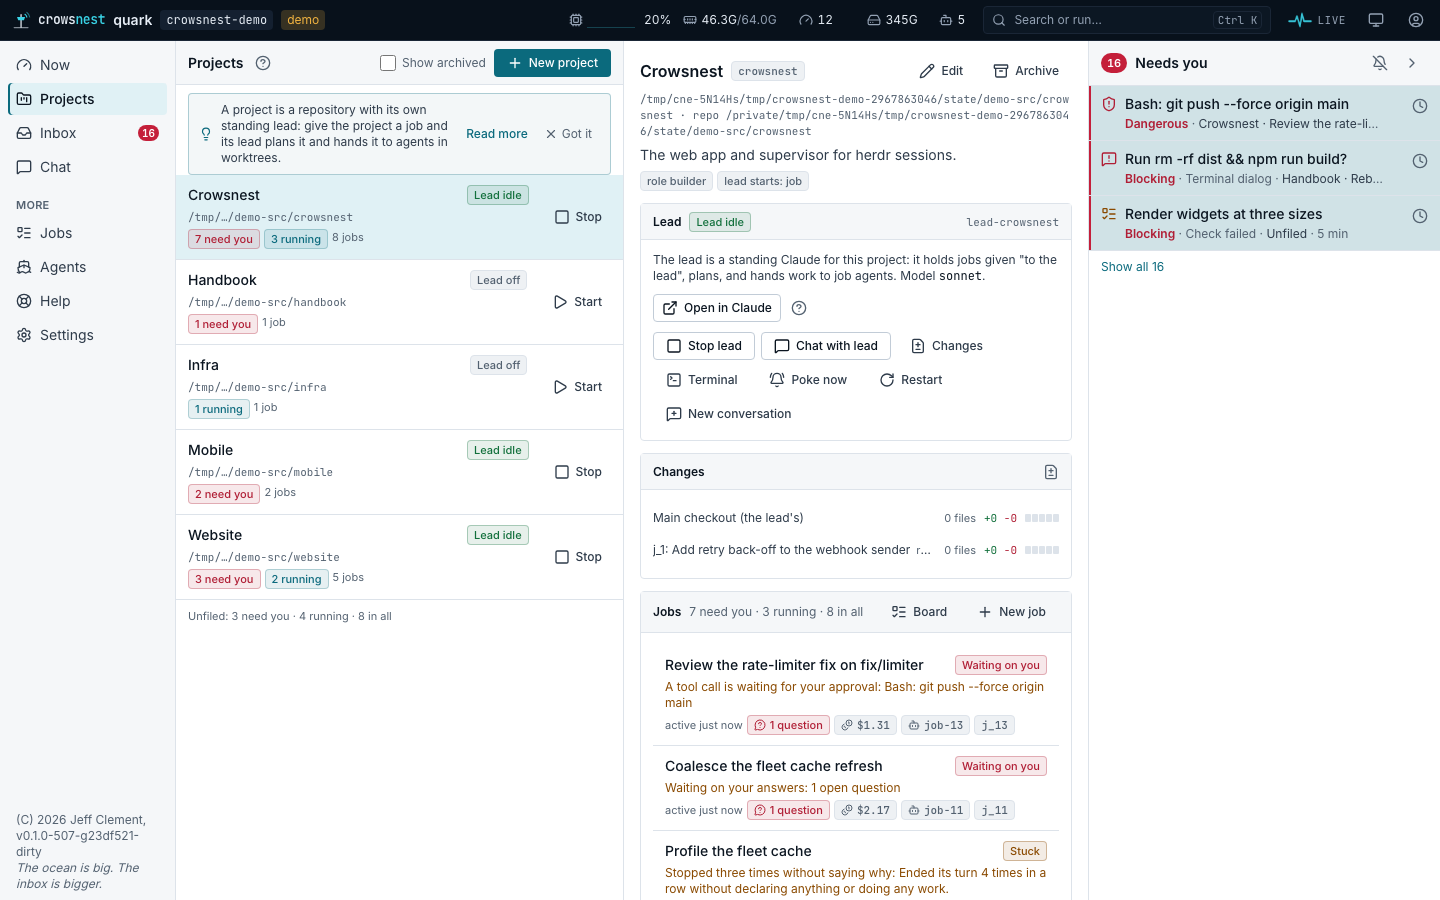 crowsnest quark crowsnest-demo demo
20% 46.3G/64.0G 12 345G 5
Search or run... Ctrl K
LIVE
Now
Projects
Inbox 16
Chat
MORE
Jobs
Agents
Help
Settings
(C) 2026 Jeff Clement,
v0.1.0-507-g23df521-
dirty
The ocean is big. The
inbox is bigger.
Projects
Show archived
New project
A project is a repository with its own
standing lead: give the project a job and
its lead plans it and hands it to agents in
worktrees.
Read more
Got it
Crowsnest Lead idle
/tmp/…/demo-src/crowsnest
Stop
7 need you 3 running 8 jobs
Handbook Lead off
/tmp/…/demo-src/handbook
Start
1 need you 1 job
Infra Lead off
/tmp/…/demo-src/infra
Start
1 running 1 job
Mobile Lead idle
/tmp/…/demo-src/mobile
Stop
2 need you 2 jobs
Website Lead idle
/tmp/…/demo-src/website
Stop
3 need you 2 running 5 jobs
Unfiled: 3 need you · 4 running · 8 in all
Crowsnest crowsnest
Edit
Archive
/tmp/cne-5N14Hs/tmp/crowsnest-demo-2967863046/state/demo-src/crow
snest · repo /private/tmp/cne-5N14Hs/tmp/crowsnest-demo-296786304
6/state/demo-src/crowsnest
The web app and supervisor for herdr sessions.
role builder lead starts: job
Lead Lead idle lead-crowsnest
The lead is a standing Claude for this project: it holds jobs given "to the
lead", plans, and hands work to job agents. Model sonnet.
Open in Claude
Stop lead Chat with lead Changes
Terminal Poke now Restart
New conversation
Changes
Main checkout (the lead's) 0 files +0 -0
j_1: Add retry back-off to the webhook sender r… 0 files +0 -0
Jobs 7 need you · 3 running · 8 in all Board New job
Review the rate-limiter fix on fix/limiter Waiting on you
A tool call is waiting for your approval: Bash: git push --force origin
main
active just now 1 question $1.31 job-13 j_13
Coalesce the fleet cache refresh Waiting on you
Waiting on your answers: 1 open question
active just now 1 question $2.17 job-11 j_11
Profile the fleet cache Stuck
Stopped three times without saying why: Ended its turn 4 times in a
row without declaring anything or doing any work.
16 Needs you
Bash: git push --force origin main
Dangerous · Crowsnest · Review the rate-li…
Run rm -rf dist && npm run build?
Blocking · Terminal dialog · Handbook · Reb…
Render widgets at three sizes
Blocking · Check failed · Unfiled · 5 min
Show all 16